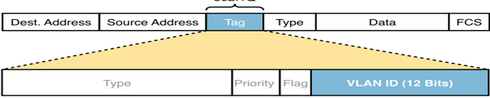 Dest. Address Source Address Tag Type Data FCS
Type Priority Flag VLAN ID (12 Bits)